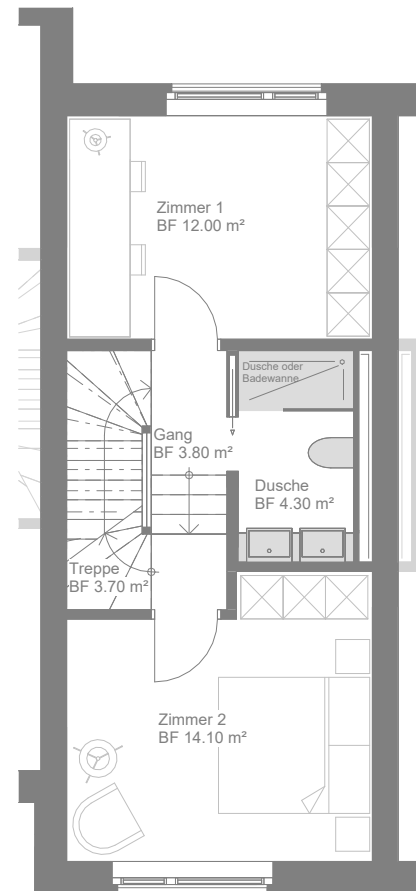 Zimmer 1
BF 12.00 m²
Dusche oder
Badewanne
Gang
BF 3.80 m²
Dusche
BF 4.30 m²
Treppe
BF 3.70 m²
Zimmer 2
BF 14.10 m²